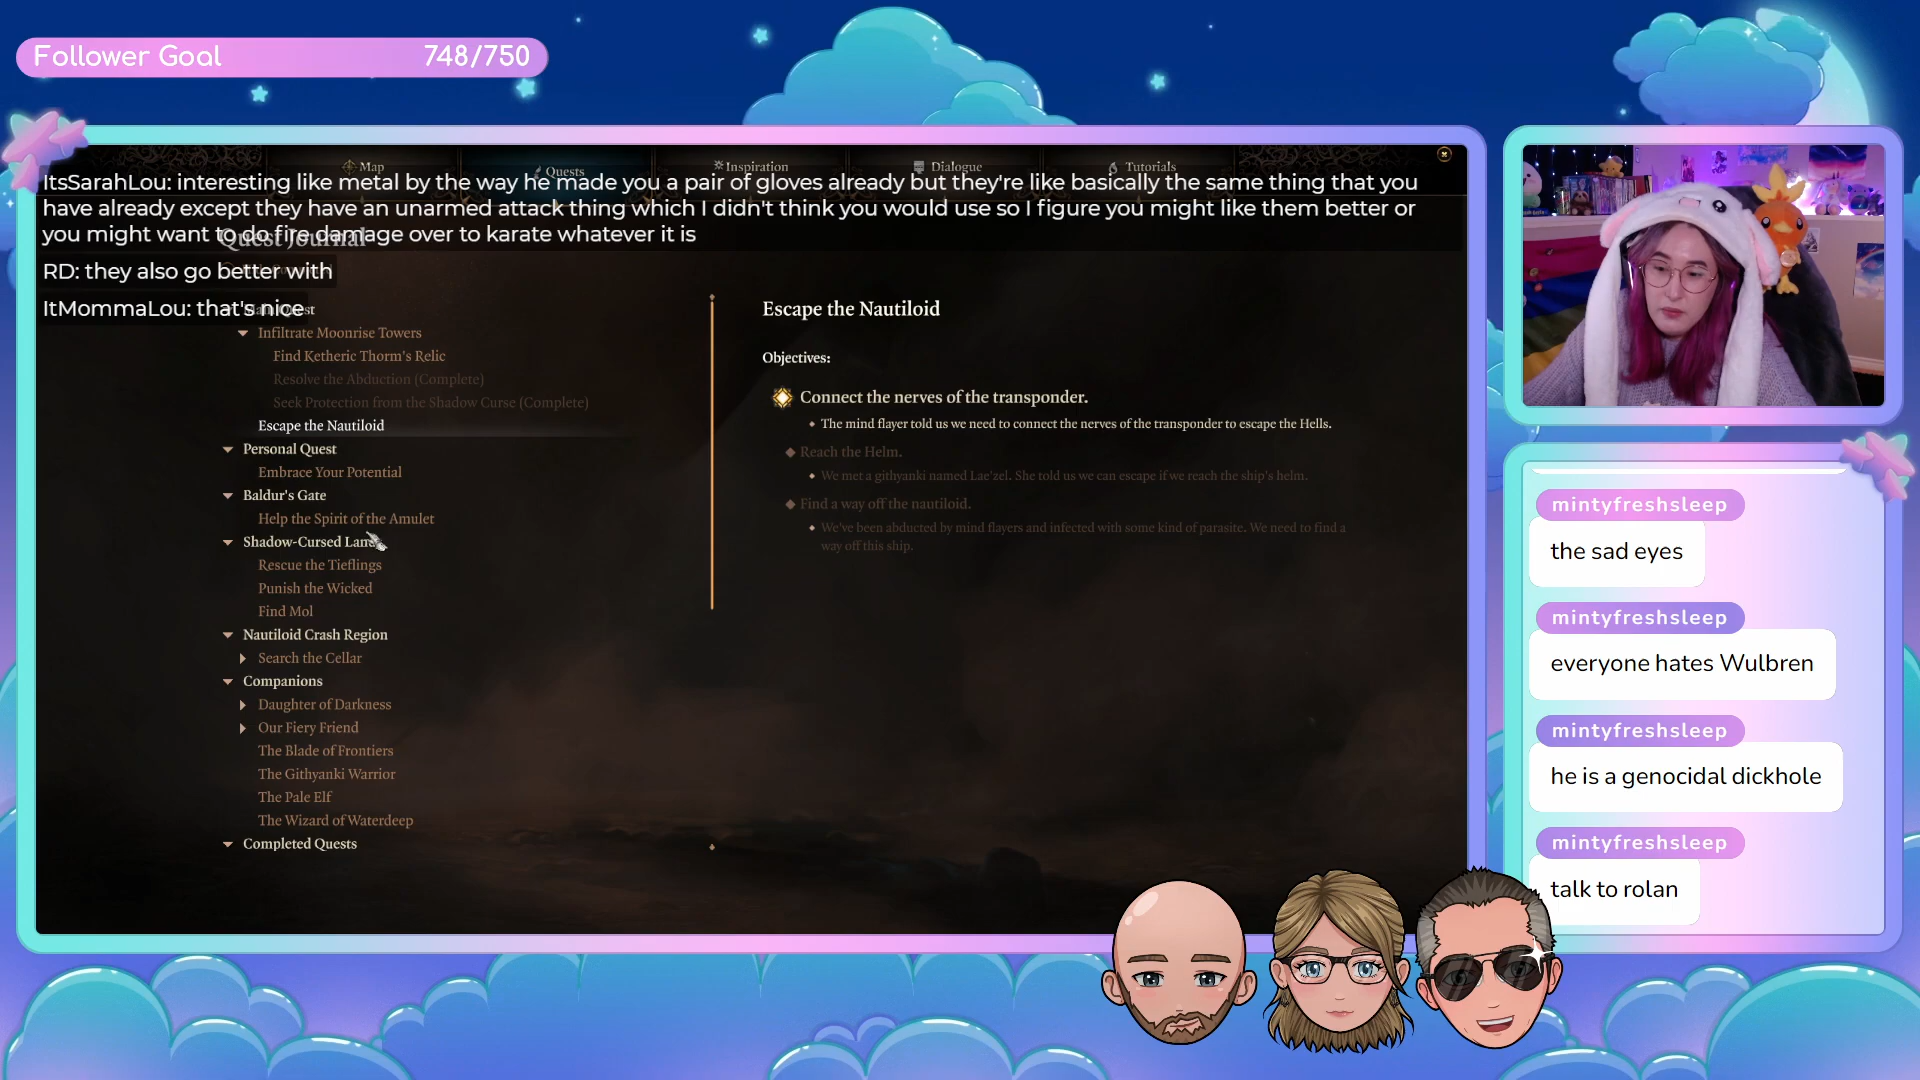 Follower Goal 748/750
Map
Quests
Inspiration
Dialogue
Tutorials
ItsSarahLou: interesting like metal by the way he made you a pair of gloves already but they're like basically the same thing that you
have already except they have an unarmed attack thing which I didn't think you would use so I figure you might like them better or
you might want to do fire damage over to karate whatever it is
Quest Journal
RD: they also go better with
ItMommaLou: that's nice
Infiltrate Moonrise Towers
Find Ketheric Thorm's Relic
Resolve the Abduction (Complete)
Seek Protection from the Shadow Curse (Complete)
Escape the Nautiloid
Personal Quest
Embrace Your Potential
Baldur's Gate
Help the Spirit of the Amulet
Shadow-Cursed
Rescue the Tieflings
Punish the Wicked
Find Mol
Nautiloid Crash Region
Search the Cellar
Companions
Daughter of Darkness
Our Fiery Friend
The Blade of Frontiers
The Githyanki Warrior
The Pale Elf
The Wizard of Waterdeep
Completed Quests
Escape the Nautiloid
Objectives:
Connect the nerves of the transponder.
The mind flayer told us we need to connect the nerves of the transponder to escape the Hells.
Reach the Helm.
We met a githyanki named Lae'zel. She told us we can escape if we reach the ship's helm.
Find a way off the nautiloid.
We've been abducted by mind flayers and infected with some kind of parasite. We need to find a
way off this ship.
mintyfreshsleep
the sad eyes
mintyfreshsleep
everyone hates Wulbren
mintyfreshsleep
he is a genocidal dickhole
mintyfreshsleep
talk to rolan